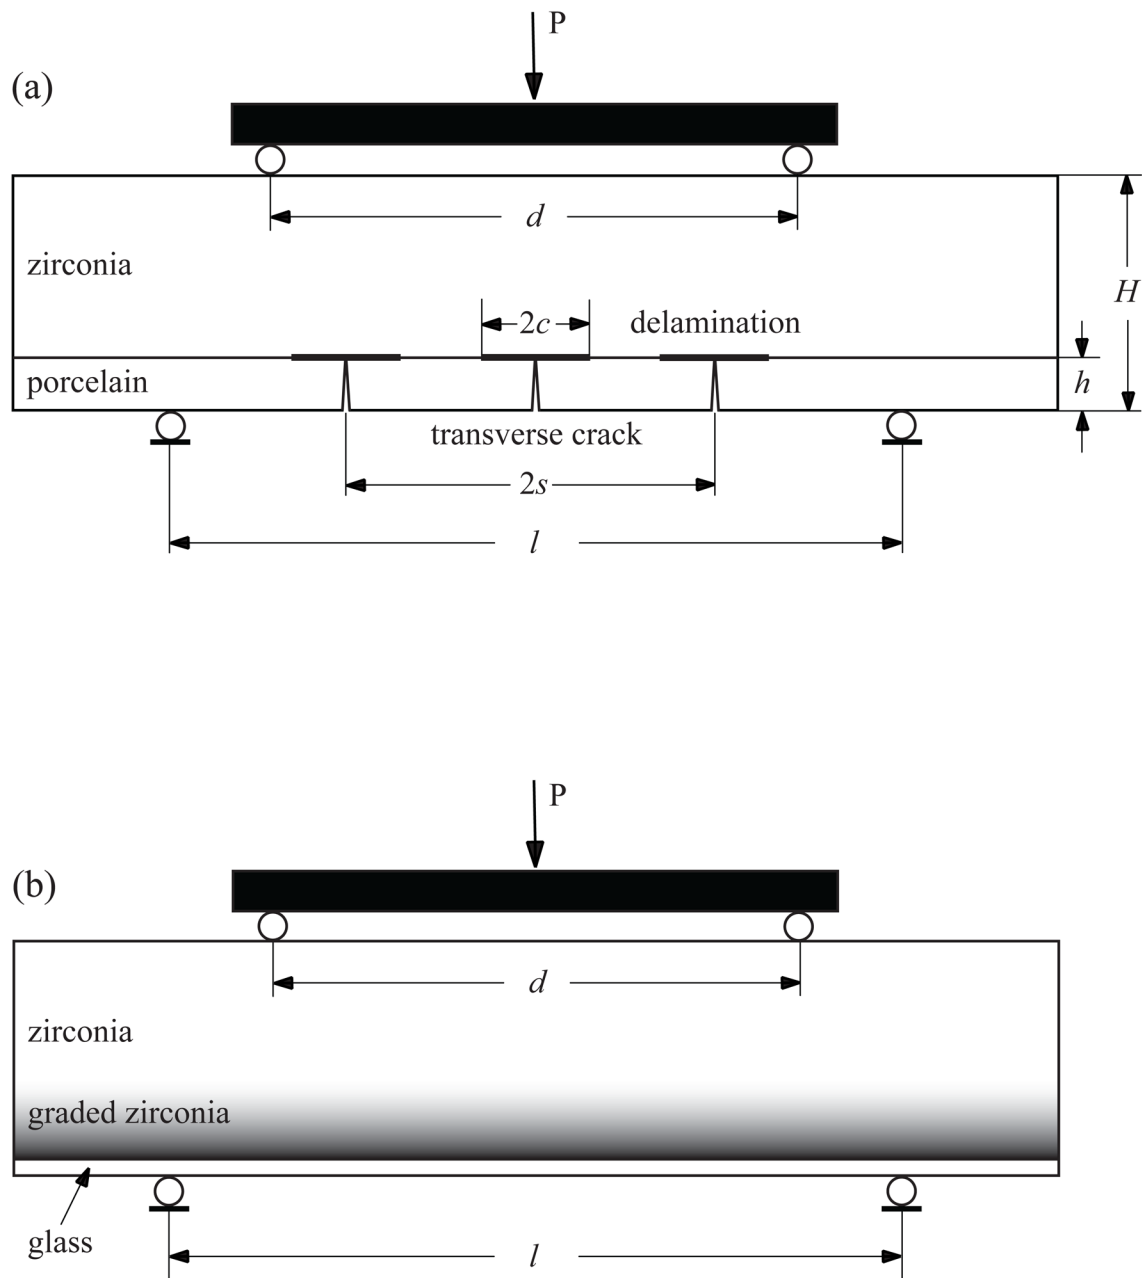 P
(a)
d
zirconia
H
2c
delamination
porcelain
h
transverse crack
2s
l
P
(b)
d
zirconia
graded zirconia
glass
l